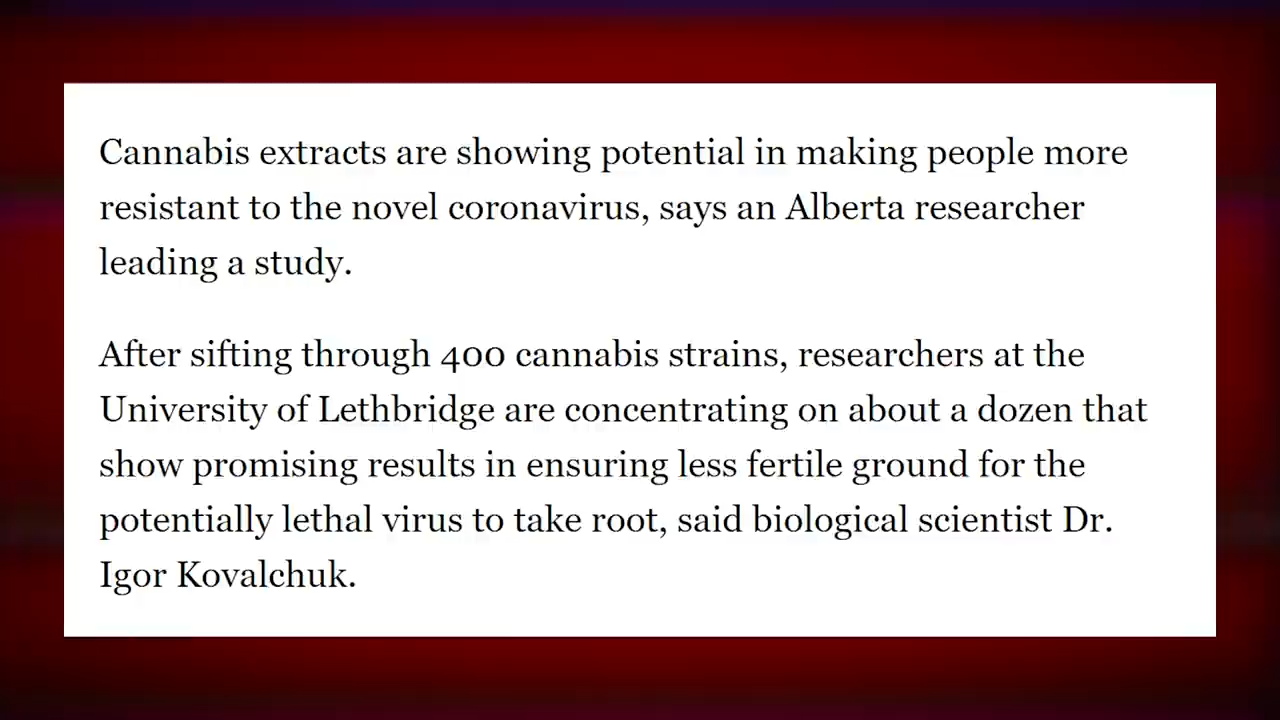 Cannabis extracts are showing potential in making people more
resistant to the novel coronavirus, says an Alberta researcher
leading a study.
After sifting through 400 cannabis strains, researchers at the
University of Lethbridge are concentrating on about a dozen that
show promising results in ensuring less fertile ground for the
potentially lethal virus to take root, said biological scientist Dr.
Igor Kovalchuk.